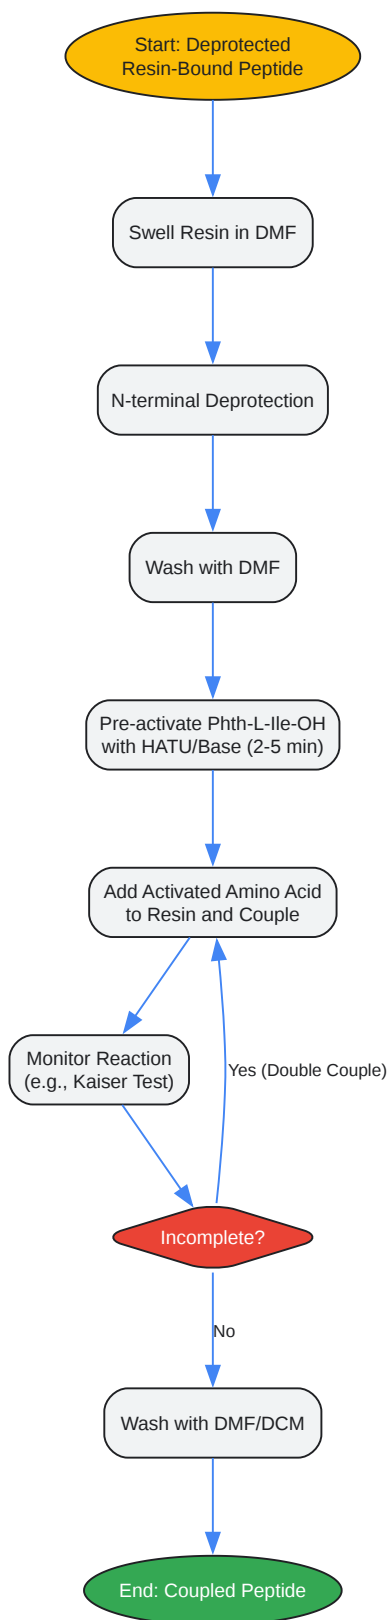 Start: Deprotected
Resin-Bound Peptide
Swell Resin in DMF
N-terminal Deprotection
Wash with DMF
Pre-activate Phth-L-Ile-OH
with HATU/Base (2-5 min)
Add Activated Amino Acid
to Resin and Couple
Monitor Reaction
(e.g., Kaiser Test)
Yes (Double Couple)
Incomplete?
No
Wash with DMF/DCM
End: Coupled Peptide